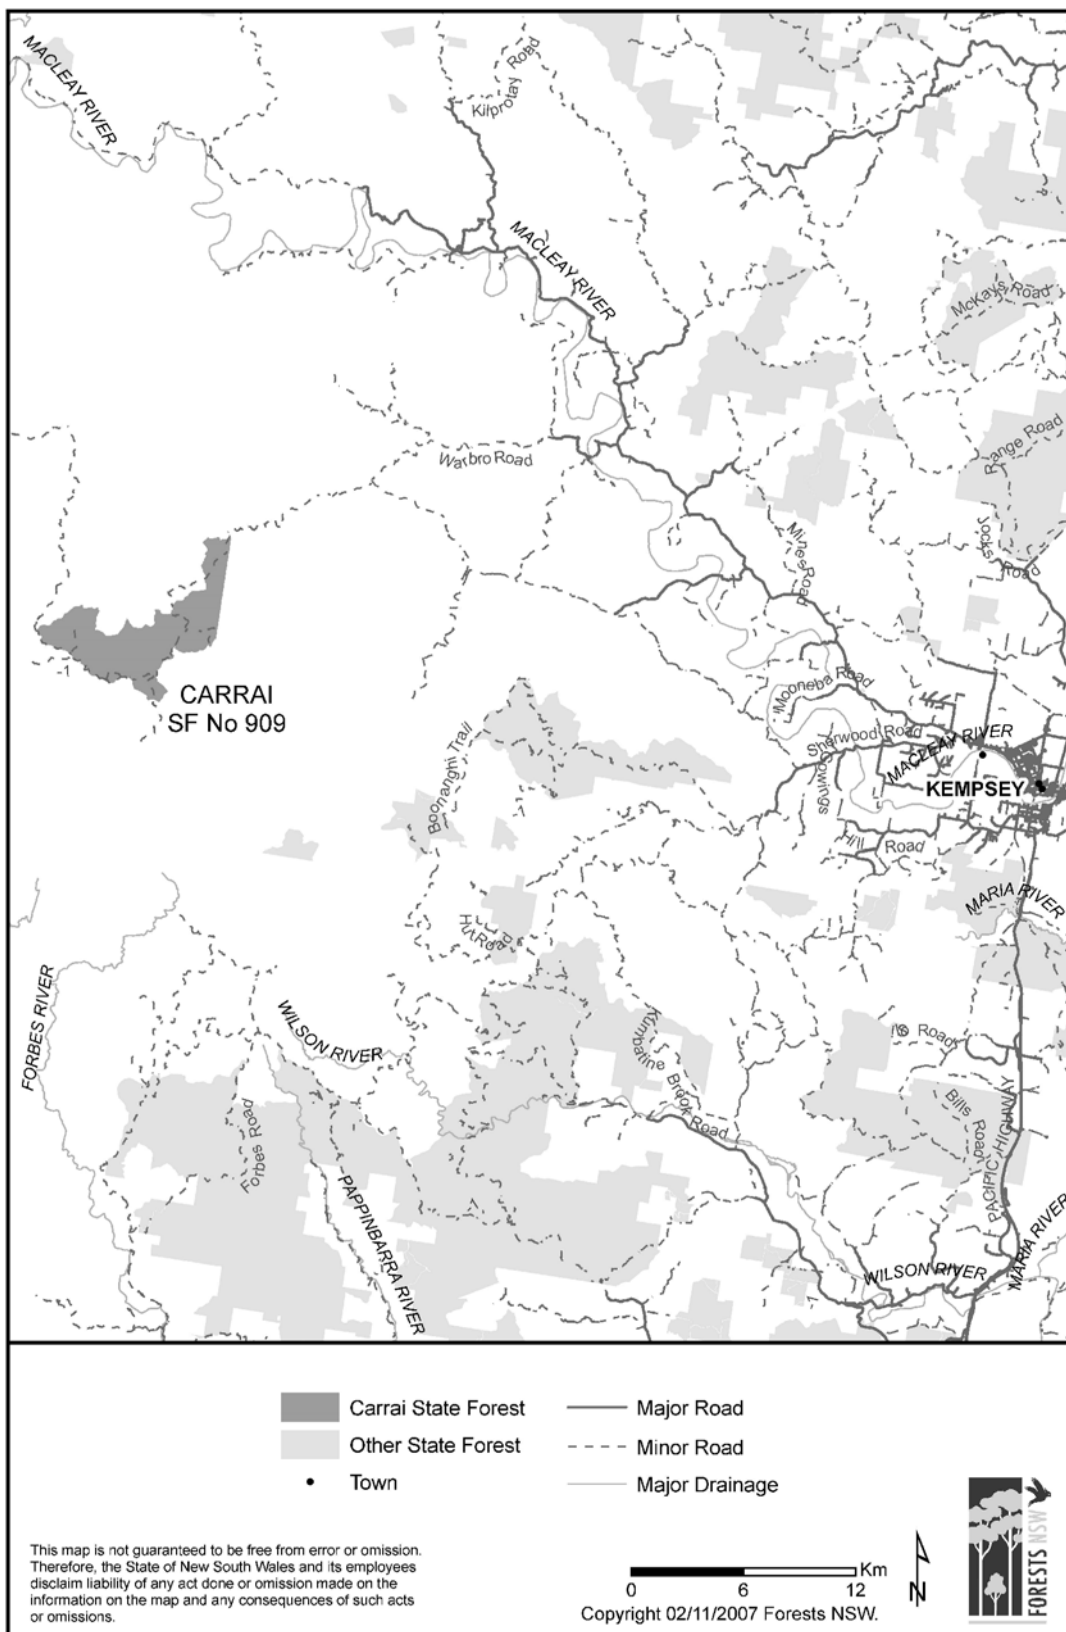 MACLEAY RIVER
Kilprotay Road
MACLEAY RIVER
McKays Road
Range Road
Warbro Road
Mines Road
Jocks Road
CARRAI
SF No 909
Mooneba Road
Sherwood Road
MACLEAY RIVER
KEMPSEY
Boonanghi Trail
Gowings
Hill Road
MARIA RIVER
Hut Road
FORBES RIVER
WILSON RIVER
Kumbatine Brook Road
's Road
Bills Road
PACIFIC HIGHWAY
Forbes Road
PAPPINBARRA RIVER
WILSON RIVER
MARIA RIVER
Carrai State Forest
Other State Forest
Town
Major Road
Minor Road
Major Drainage
This map is not guaranteed to be free from error or omission.
Therefore, the State of New South Wales and its employees
disclaim liability of any act done or omission made on the
information on the map and any consequences of such acts
or omissions.
0 6 12 Km
Copyright 02/11/2007 Forests NSW.
N
FORESTS NSW